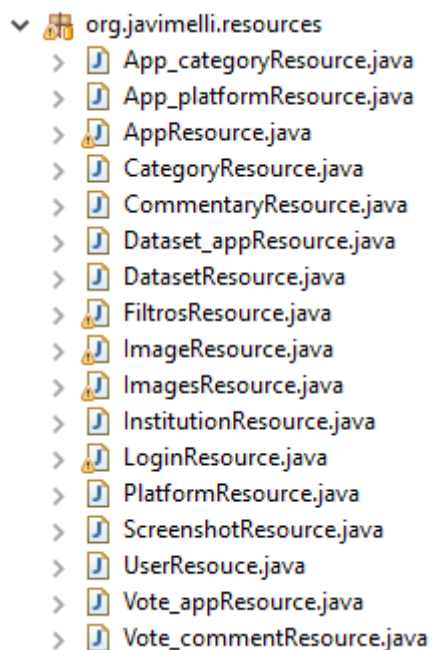 org.javimelli.resources
App_categoryResource.java
App_platformResource.java
AppResource.java
CategoryResource.java
CommentaryResource.java
Dataset_appResource.java
DatasetResource.java
FiltrosResource.java
ImageResource.java
ImagesResource.java
InstitutionResource.java
LoginResource.java
PlatformResource.java
ScreenshotResource.java
UserResouce.java
Vote_appResource.java
Vote_commentResource.java